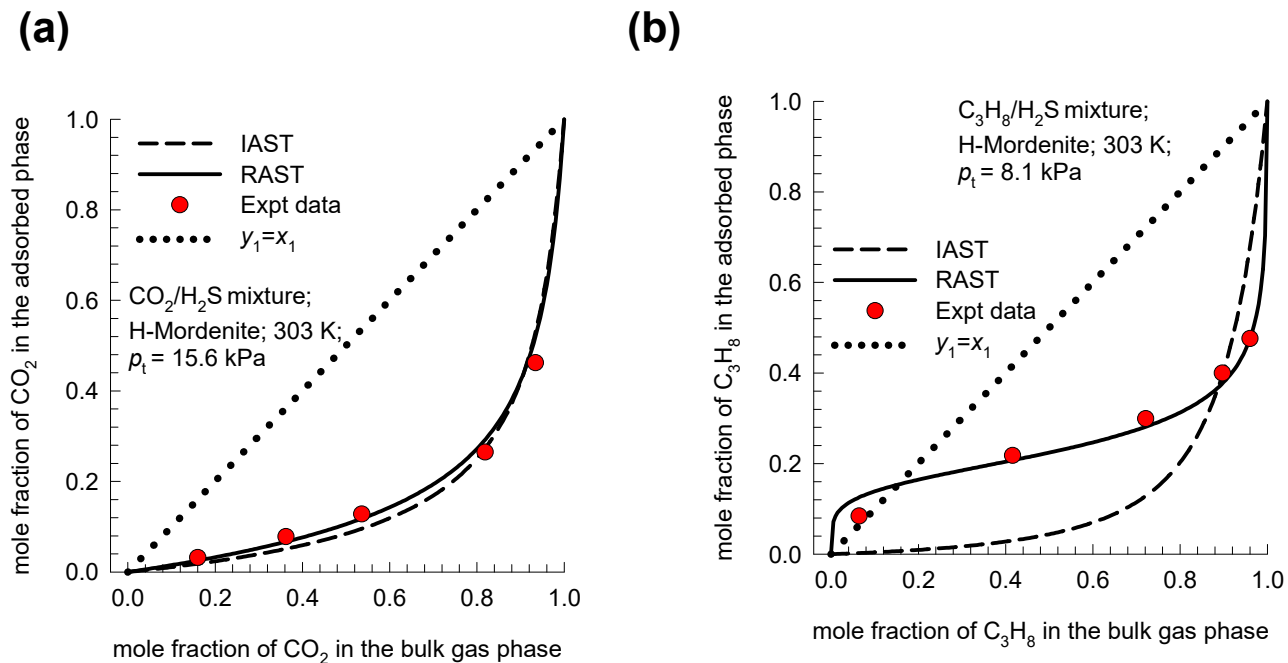 (a)
mole fraction of CO2 in the adsorbed phase
1.0
0.8
0.6
0.4
0.2
0.0
IAST
RAST
Expt data
y1=x1
CO2/H2S mixture;
H-Mordenite; 303 K;
pt = 15.6 kPa
0.0 0.2 0.4 0.6 0.8 1.0
mole fraction of CO2 in the bulk gas phase
(b)
mole fraction of C3H8 in the adsorbed phase
1.0
0.8
0.6
0.4
0.2
0.0
C3H8/H2S mixture;
H-Mordenite; 303 K;
pt = 8.1 kPa
IAST
RAST
Expt data
y1=x1
0.0 0.2 0.4 0.6 0.8 1.0
mole fraction of C3H8 in the bulk gas phase